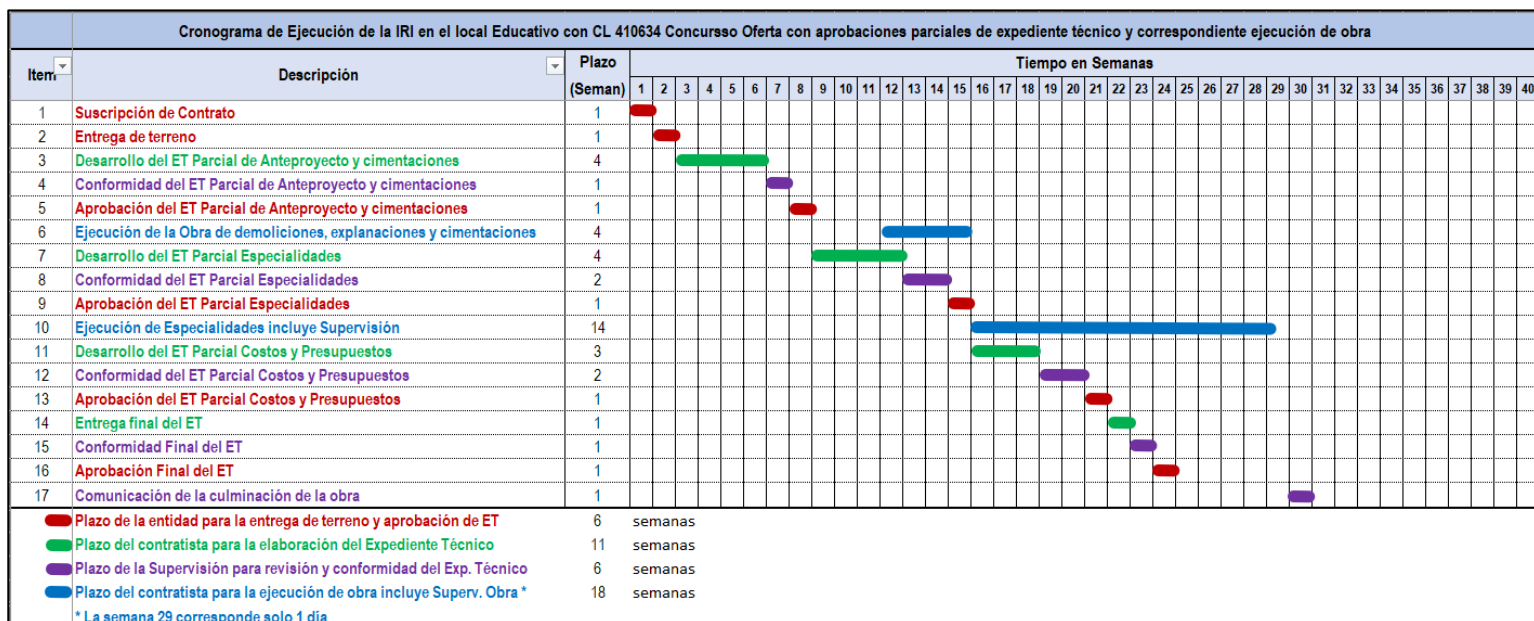 Cronograma de Ejecución de la IRI en el local Educativo con CL 410634 Concursso Oferta con aprobaciones parciales de expediente técnico y correspondiente ejecución de obra
Item Descripción Plazo (Seman) Tiempo en Semanas
1 2 3 4 5 6 7 8 9 10 11 12 13 14 15 16 17 18 19 20 21 22 23 24 25 26 27 28 29 30 31 32 33 34 35 36 37 38 39 40
1 Suscripción de Contrato 1
2 Entrega de terreno 1
3 Desarrollo del ET Parcial de Anteproyecto y cimentaciones 4
4 Conformidad del ET Parcial de Anteproyecto y cimentaciones 1
5 Aprobación del ET Parcial de Anteproyecto y cimentaciones 1
6 Ejecución de la Obra de demoliciones, explanaciones y cimentaciones 4
7 Desarrollo del ET Parcial Especialidades 4
8 Conformidad del ET Parcial Especialidades 2
9 Aprobación del ET Parcial Especialidades 1
10 Ejecución de Especialidades incluye Supervisión 14
11 Desarrollo del ET Parcial Costos y Presupuestos 3
12 Conformidad del ET Parcial Costos y Presupuestos 2
13 Aprobación del ET Parcial Costos y Presupuestos 1
14 Entrega final del ET 1
15 Conformidad Final del ET 1
16 Aprobación Final del ET 1
17 Comunicación de la culminación de la obra 1
Plazo de la entidad para la entrega de terreno y aprobación de ET 6 semanas
Plazo del contratista para la elaboración del Expediente Técnico 11 semanas
Plazo de la Supervisión para revisión y conformidad del Exp. Técnico 6 semanas
Plazo del contratista para la ejecución de obra incluye Superv. Obra * 18 semanas
* La semana 29 corresponde solo 1 día